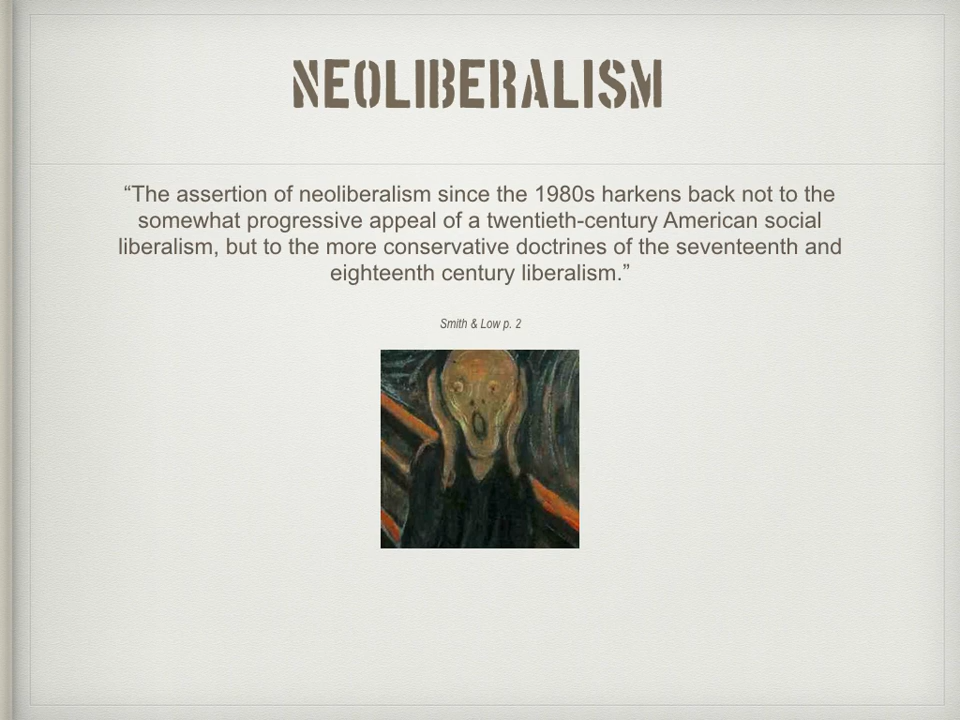 NEOLIBERALISM
“The assertion of neoliberalism since the 1980s harkens back not to the
somewhat progressive appeal of a twentieth-century American social
liberalism, but to the more conservative doctrines of the seventeenth and
eighteenth century liberalism.”
Smith & Low p. 2